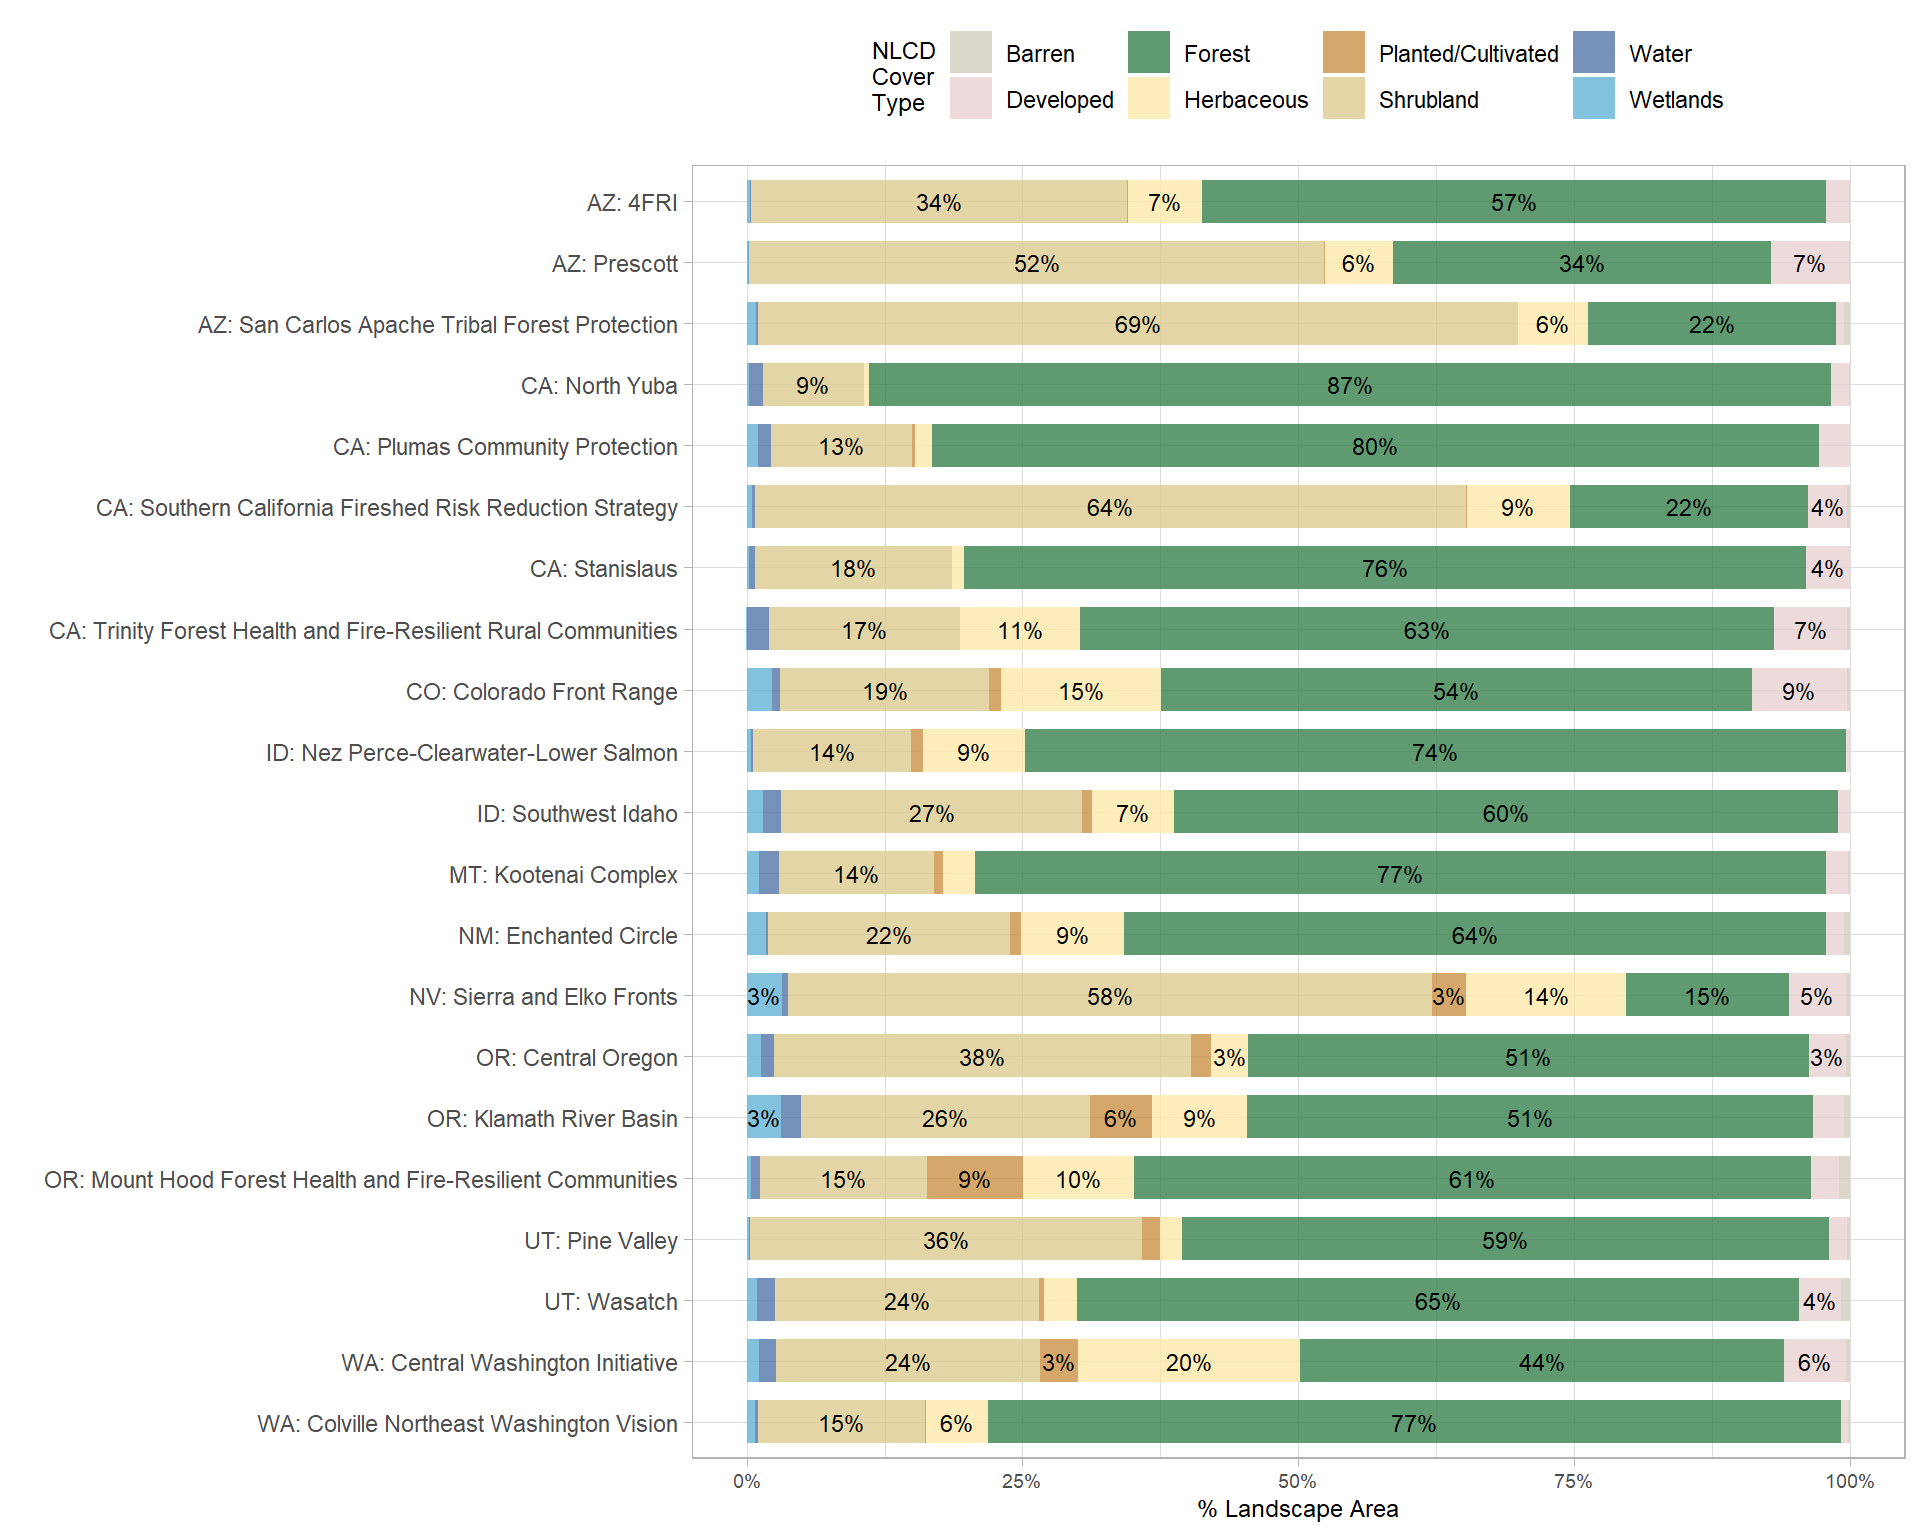 NLCD
Cover
Type
Barren
Forest
Planted/Cultivated
Water
Developed
Herbaceous
Shrubland
Wetlands
AZ: 4FRI 34% 7% 57%
AZ: Prescott 52% 6% 34% 7%
AZ: San Carlos Apache Tribal Forest Protection 69% 6% 22%
CA: North Yuba 9% 87%
CA: Plumas Community Protection 13% 80%
CA: Southern California Fireshed Risk Reduction Strategy 64% 9% 22% 4%
CA: Stanislaus 18% 76% 4%
CA: Trinity Forest Health and Fire-Resilient Rural Communities 17% 11% 63% 7%
CO: Colorado Front Range 19% 15% 54% 9%
ID: Nez Perce-Clearwater-Lower Salmon 14% 9% 74%
ID: Southwest Idaho 27% 7% 60%
MT: Kootenai Complex 14% 77%
NM: Enchanted Circle 22% 9% 64%
NV: Sierra and Elko Fronts 3% 58% 3% 14% 15% 5%
OR: Central Oregon 38% 3% 51% 3%
OR: Klamath River Basin 3% 26% 6% 9% 51%
OR: Mount Hood Forest Health and Fire-Resilient Communities 15% 9% 10% 61%
UT: Pine Valley 36% 59%
UT: Wasatch 24% 65% 4%
WA: Central Washington Initiative 24% 3% 20% 44% 6%
WA: Colville Northeast Washington Vision 15% 6% 77%
0% 25% 50% 75% 100%
% Landscape Area